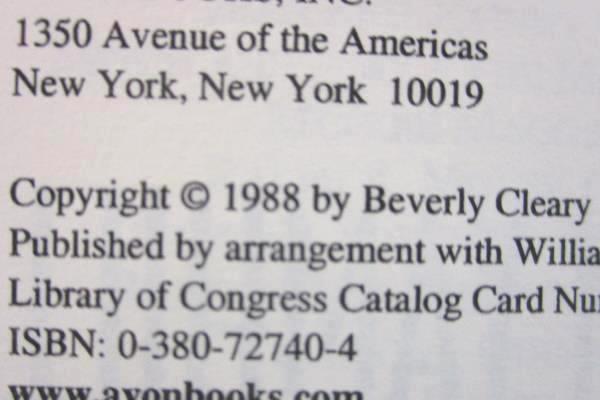 INC.
1350 Avenue of the Americas
New York, New York 10019
Copyright © 1988 by Beverly Cleary
Published by arrangement with Willia
Library of Congress Catalog Card Nu
ISBN: 0-380-72740-4
www.avonbooks.com